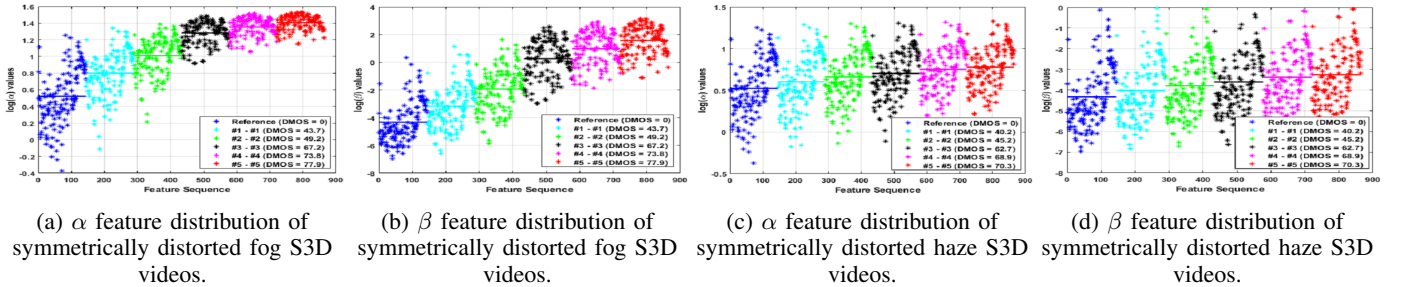 1.6
1.4
1.2
1
0.8
0.6
0.4
0.2
0
-0.2
-0.4
log(α) values
Reference (DMOS = 0)
#1 - #1 (DMOS = 43.7)
#2 - #2 (DMOS = 49.2)
#3 - #3 (DMOS = 67.2)
#4 - #4 (DMOS = 73.8)
#5 - #5 (DMOS = 77.9)
0 100 200 300 400 500 600 700 800 900
Feature Sequence
4
2
0
-2
-4
-6
-8
log(β) values
Reference (DMOS = 0)
#1 - #1 (DMOS = 43.7)
#2 - #2 (DMOS = 49.2)
#3 - #3 (DMOS = 67.2)
#4 - #4 (DMOS = 73.8)
#5 - #5 (DMOS = 77.9)
0 100 200 300 400 500 600 700 800 900
Feature Sequence
1.5
1
0.5
0
-0.5
log(α) values
Reference (DMOS = 0)
#1 - #1 (DMOS = 40.2)
#2 - #2 (DMOS = 45.2)
#3 - #3 (DMOS = 62.7)
#4 - #4 (DMOS = 68.9)
#5 - #5 (DMOS = 70.3)
0 100 200 300 400 500 600 700 800 900
Feature Sequence
0
-1
-2
-3
-4
-5
-6
-7
-8
log(β) values
Reference (DMOS = 0)
#1 - #1 (DMOS = 40.2)
#2 - #2 (DMOS = 45.2)
#3 - #3 (DMOS = 62.7)
#4 - #4 (DMOS = 68.9)
#5 - #5 (DMOS = 70.3)
0 100 200 300 400 500 600 700 800 900
Feature Sequence
(a) α feature distribution of
symmetrically distorted fog S3D
videos.
(b) β feature distribution of
symmetrically distorted fog S3D
videos.
(c) α feature distribution of
symmetrically distorted haze S3D
videos.
(d) β feature distribution of
symmetrically distorted haze S3D
videos.